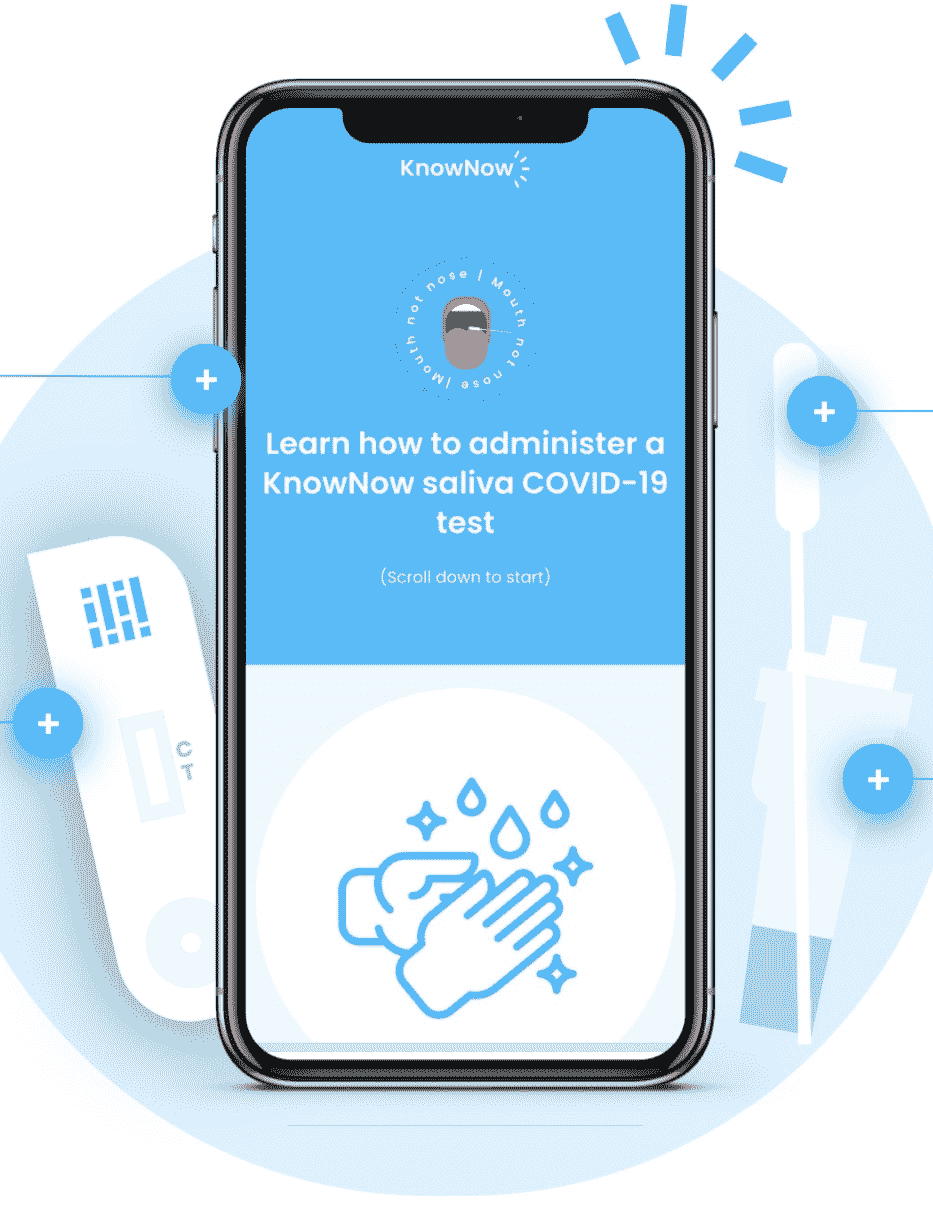 KnowNow
Mouth not nose | Mouth not nose |
Learn how to administer a
KnowNow saliva COVID-19
test
(Scroll down to start)
C
T